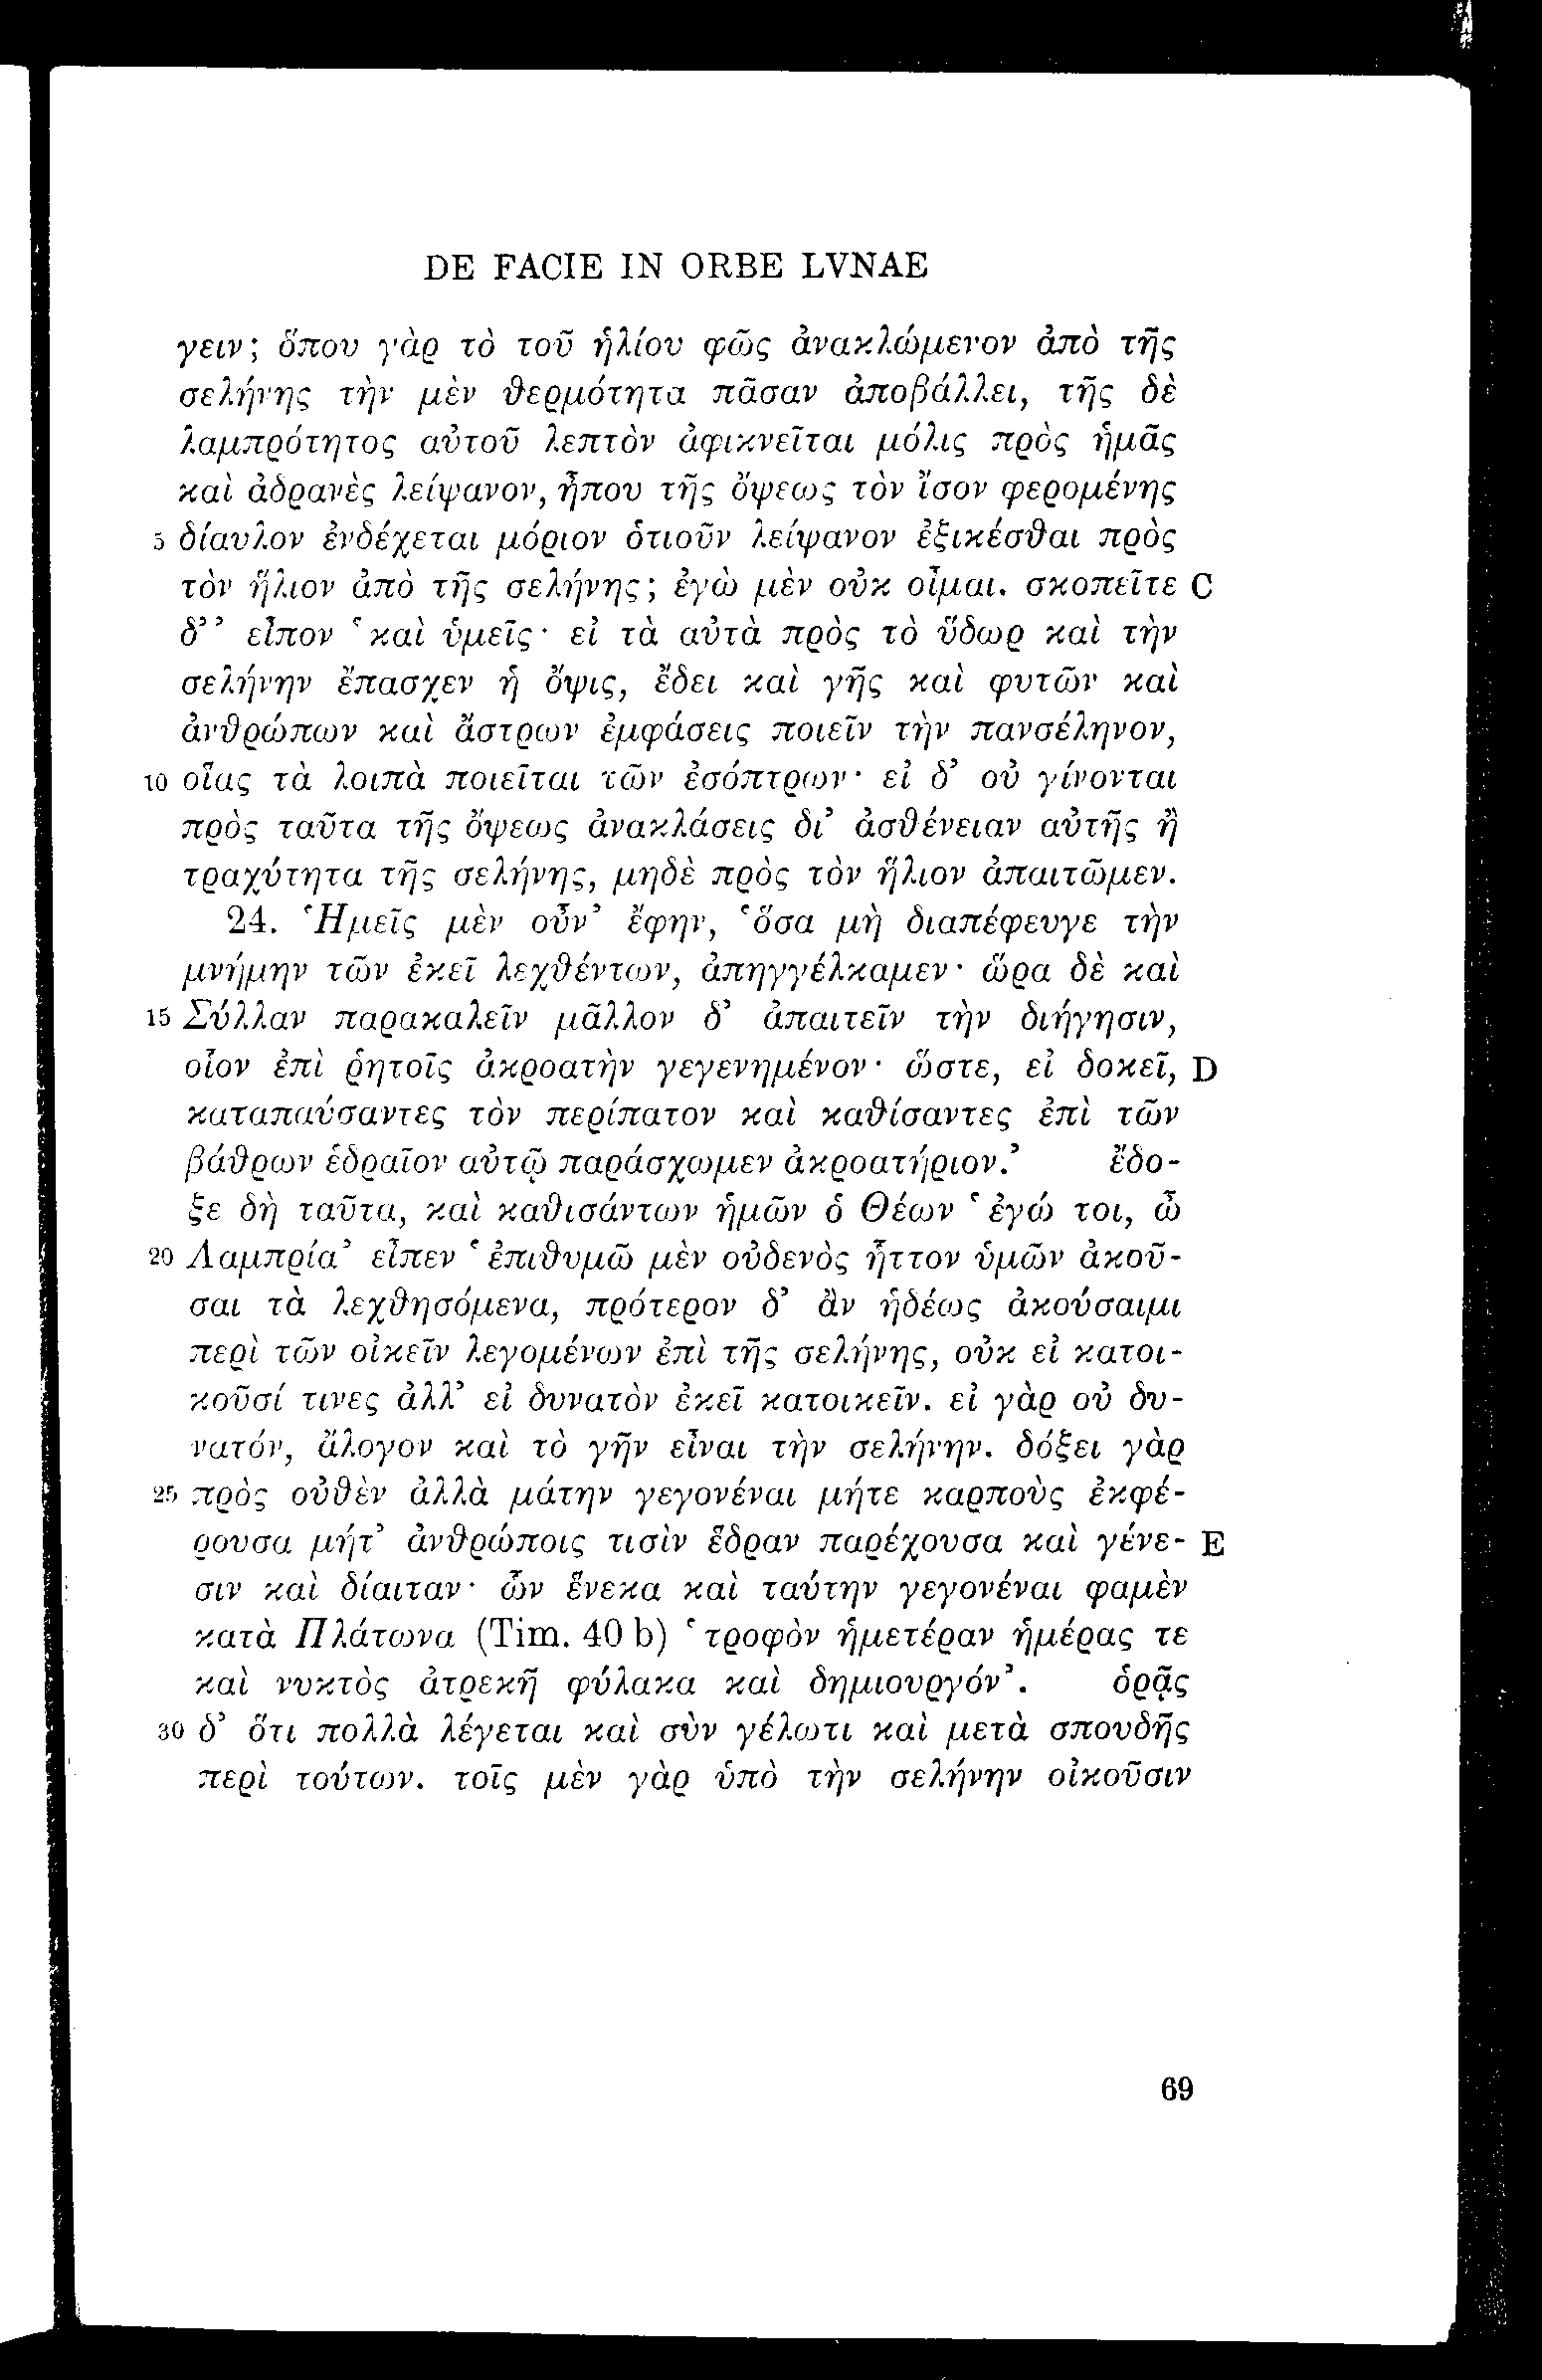 DE FACIE IN ORBE LVNAE
γειν; ὅπου γὰρ τὸ τοῦ ἡλίου φῶς ἀνακλώμενον ἀπὸ τῆς
σελήνης τὴν μὲν θερμότητα πᾶσαν ἀποβάλλει, τῆς δὲ
λαμπρότητος αὐτοῦ λεπτὸν ἀφικνεῖται μόλις πρὸς ἡμᾶς
καὶ ἀδρανὲς λείψανον, ἦπου τῆς ὄψεως τὸν ἴσον φερομένης
5 δίαυλον ἐνδέχεται μόριον ὁτιοῦν λείψανον ἐξικέσθαι πρὸς
τὸν ἥλιον ἀπὸ τῆς σελήνης; ἐγὼ μὲν οὐκ οἶμαι. σκοπεῖτε C
δ’’ εἶπον ‘καὶ ὑμεῖς· εἰ τὰ αὐτὰ πρὸς τὸ ὕδωρ καὶ τὴν
σελήνην ἔπασχεν ἡ ὄψις, ἔδει καὶ γῆς καὶ φυτῶν καὶ
ἀνθρώπων καὶ ἄστρων ἐμφάσεις ποιεῖν τὴν πανσέληνον,
10 οἵας τὰ λοιπὰ ποιεῖται τῶν ἐσόπτρων· εἰ δ’ οὐ γίνονται
πρὸς ταῦτα τῆς ὄψεως ἀνακλάσεις δι’ ἀσθένειαν αὐτῆς ἢ
τραχύτητα τῆς σελήνης, μηδὲ πρὸς τὸν ἥλιον ἀπαιτῶμεν.
24. ‘Ημεῖς μὲν οὖν’ ἔφην, ‘ὅσα μὴ διαπέφευγε τὴν
μνήμην τῶν ἐκεῖ λεχθέντων, ἀπηγγέλκαμεν· ὥρα δὲ καὶ
15 Σύλλαν παρακαλεῖν μᾶλλον δ’ ἀπαιτεῖν τὴν διήγησιν,
οἷον ἐπὶ ῥητοῖς ἀκροατὴν γεγενημένον· ὥστε, εἰ δοκεῖ, D
καταπαύσαντες τὸν περίπατον καὶ καθίσαντες ἐπὶ τῶν
βάθρων ἑδραῖον αὐτῷ παράσχωμεν ἀκροατήριον.’ ἔδο-
ξε δὴ ταῦτα, καὶ καθισάντων ἡμῶν ὁ Θέων ‘ἐγώ τοι, ὦ
20 Λαμπρία’ εἶπεν ‘ἐπιθυμῶ μὲν οὐδενὸς ἧττον ὑμῶν ἀκοῦ-
σαι τὰ λεχθησόμενα, πρότερον δ’ ἂν ἡδέως ἀκούσαιμι
περὶ τῶν οἰκεῖν λεγομένων ἐπὶ τῆς σελήνης, οὐκ εἰ κατοι-
κοῦσί τινες ἀλλ’ εἰ δυνατὸν ἐκεῖ κατοικεῖν. εἰ γὰρ οὐ δυ-
νατόν, ἄλογον καὶ τὸ γῆν εἶναι τὴν σελήνην. δόξει γὰρ
25 πρὸς οὐθὲν ἀλλὰ μάτην γεγονέναι μήτε καρποὺς ἐκφέ-
ρουσα μήτ’ ἀνθρώποις τισὶν ἕδραν παρέχουσα καὶ γένε- E
σιν καὶ δίαιταν· ὧν ἕνεκα καὶ ταύτην γεγονέναι φαμὲν
κατὰ Πλάτωνα (Tim. 40 b) ‘τροφὸν ἡμετέραν ἡμέρας τε
καὶ νυκτὸς ἀτρεκῆ φύλακα καὶ δημιουργόν’. ὁρᾷς
30 δ’ ὅτι πολλὰ λέγεται καὶ σὺν γέλωτι καὶ μετὰ σπουδῆς
περὶ τούτων. τοῖς μὲν γὰρ ὑπὸ τὴν σελήνην οἰκοῦσιν
69